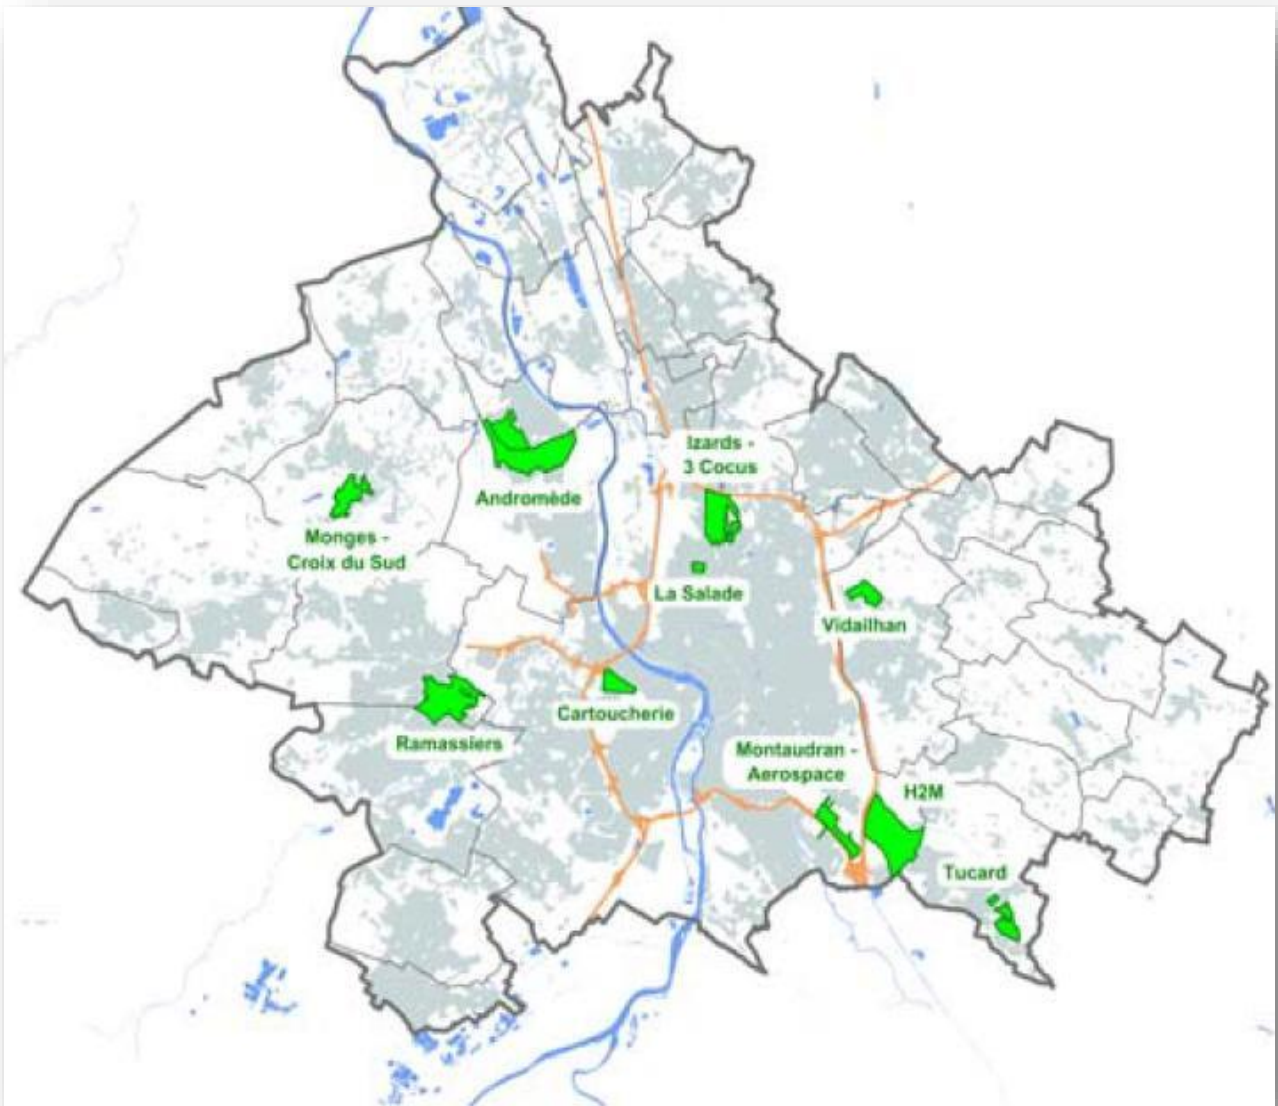 Izards -
3 Cocus
Andromède
Monges -
Croix du Sud
La Salade
Vidailhan
Cartoucherie
Ramassiers
Montaudran -
Aerospace
H2M
Tucard